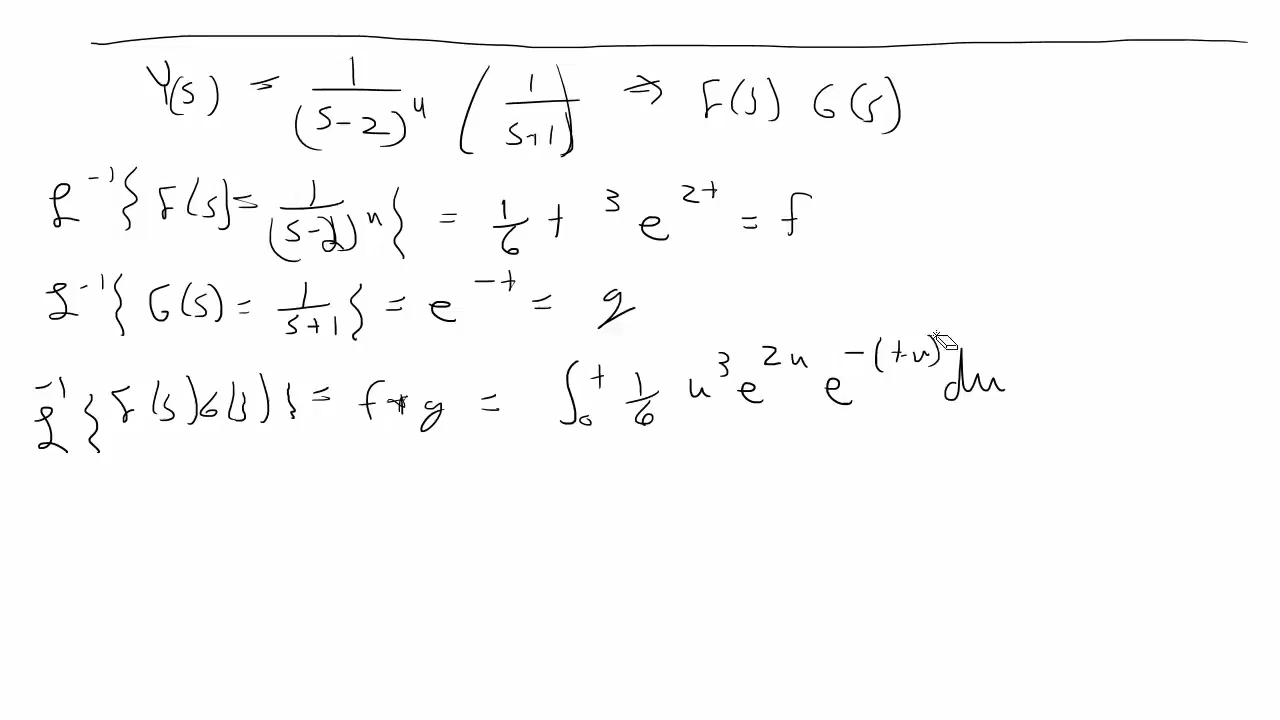 Y(s) = 1/(s-2)^4 (1/(s+1)) ⇒ F(s) G(s)
ℒ^-1{F(s) = 1/(s-2)^4} = 1/6 t^3 e^2t = f
ℒ^-1{G(s) = 1/(s+1)} = e^-t = g
ℒ^-1{F(s)G(s)} = f * g = ∫_0^t 1/6 u^3 e^2u e^-(t-u) du